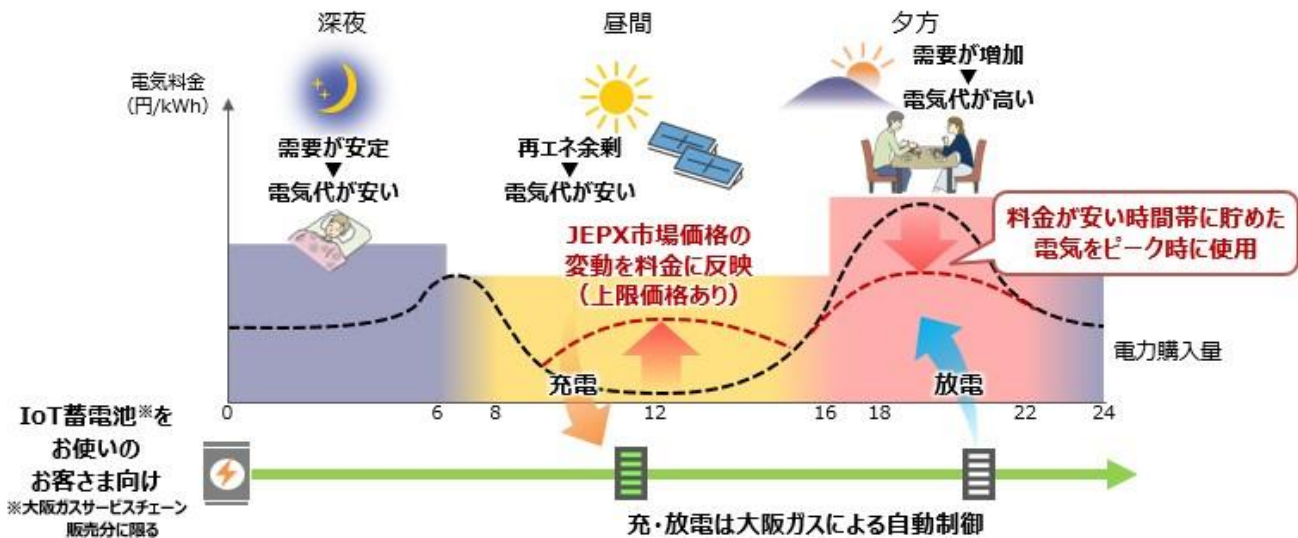 深夜
昼間
夕方
電気料金
（円/kWh）
需要が安定
▼
電気代が安い
再エネ余剰
▼
電気代が安い
需要が増加
▼
電気代が高い
JEPX市場価格の
変動を料金に反映
（上限価格あり）
料金が安い時間帯に貯めた
電気をピーク時に使用
充電
放電
電力購入量
0 6 8 12 16 18 22 24
IoT蓄電池※を
お使いの
お客さま向け
※大阪ガスサービスチェーン
販売分に限る
充・放電は大阪ガスによる自動制御